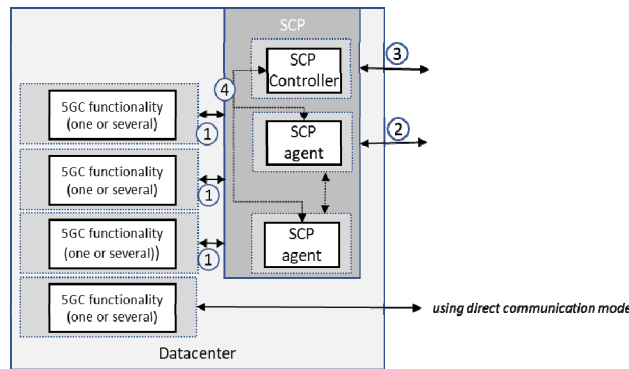 SCP
SCP
Controller
3
4
5GC functionality
(one or several)
1
SCP
agent
2
5GC functionality
(one or several)
1
5GC functionality
(one or several))
1
SCP
agent
5GC functionality
(one or several)
using direct communication mode
Datacenter